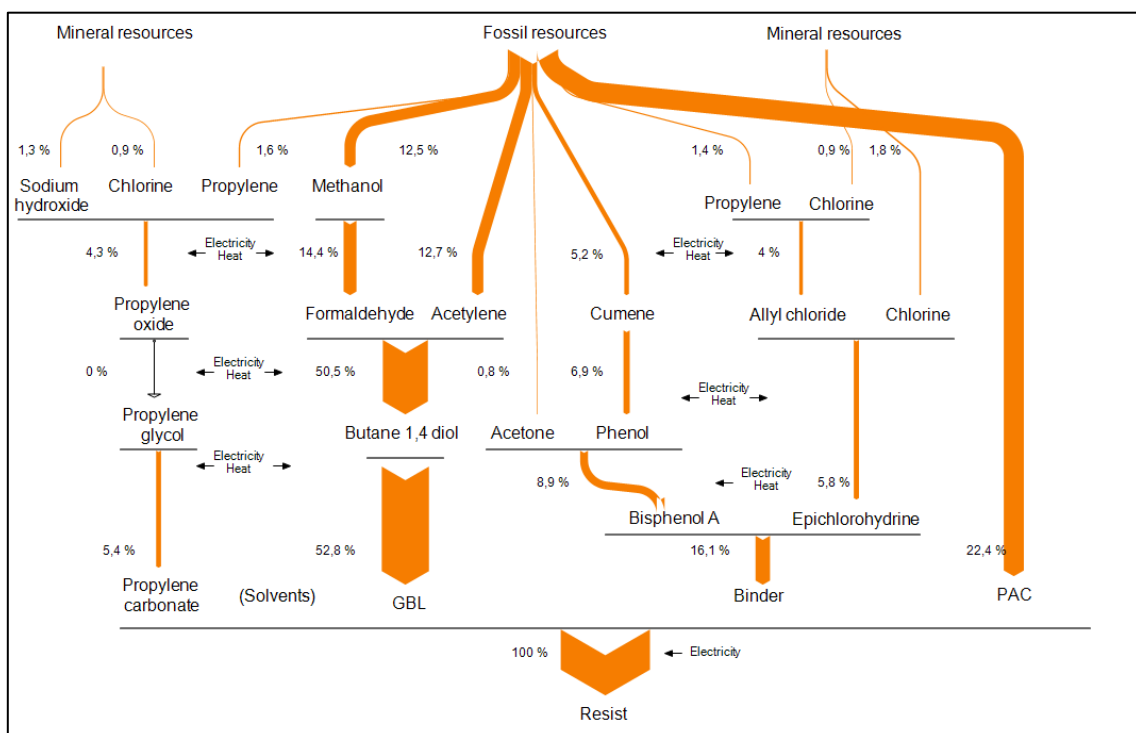 Mineral resources
Fossil resources
Mineral resources
1,3 %
0,9 %
1,6 %
12,5 %
1,4 %
0,9 %
1,8 %
Sodium
hydroxide
Chlorine
Propylene
Methanol
Propylene
Chlorine
4,3 %
Electricity
Heat
14,4 %
12,7 %
5,2 %
Electricity
Heat
4 %
Propylene
oxide
Formaldehyde
Acetylene
Cumene
Allyl chloride
Chlorine
0 %
Electricity
Heat
50,5 %
0,8 %
6,9 %
Electricity
Heat
Propylene
glycol
Butane 1,4 diol
Acetone
Phenol
Electricity
Heat
8,9 %
Electricity
Heat
5,8 %
Bisphenol A
Epichlorohydrine
5,4 %
52,8 %
16,1 %
22,4 %
Propylene
carbonate
(Solvents)
GBL
Binder
PAC
100 %
Electricity
Resist